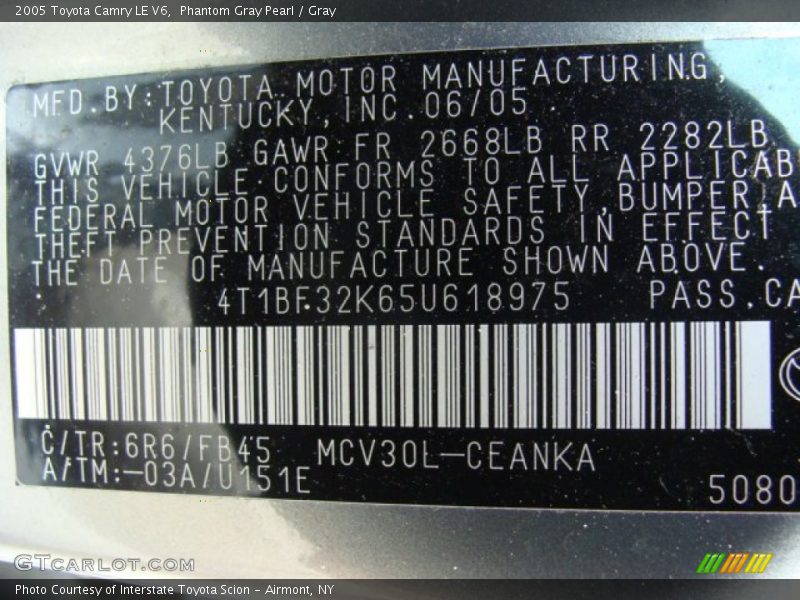 2005 Toyota Camry LE V6, Phantom Gray Pearl / Gray
MFD.BY:TOYOTA MOTOR MANUFACTURING,
KENTUCKY,INC.06/05
GVWR 4376LB GAWR FR 2668LB RR 2282LB
THIS VEHICLE CONFORMS TO ALL APPLICAB
FEDERAL MOTOR VEHICLE SAFETY,BUMPER,A
THEFT PREVENTION STANDARDS IN EFFECT
THE DATE OF MANUFACTURE SHOWN ABOVE.
4T1BF32K65U618975 PASS.CA
C/TR:6R6/FB45 MCV30L-CEANKA
A/TM:-03A/U151E
5080
GTCARLOT.COM
Photo Courtesy of Interstate Toyota Scion - Airmont, NY